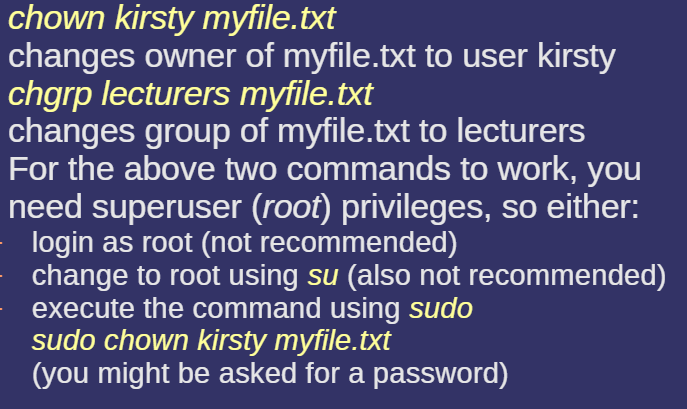 chown kirsty myfile.txt
changes owner of myfile.txt to user kirsty
chgrp lecturers myfile.txt
changes group of myfile.txt to lecturers
For the above two commands to work, you
need superuser (root) privileges, so either:
- login as root (not recommended)
- change to root using su (also not recommended)
- execute the command using sudo
sudo chown kirsty myfile.txt
(you might be asked for a password)